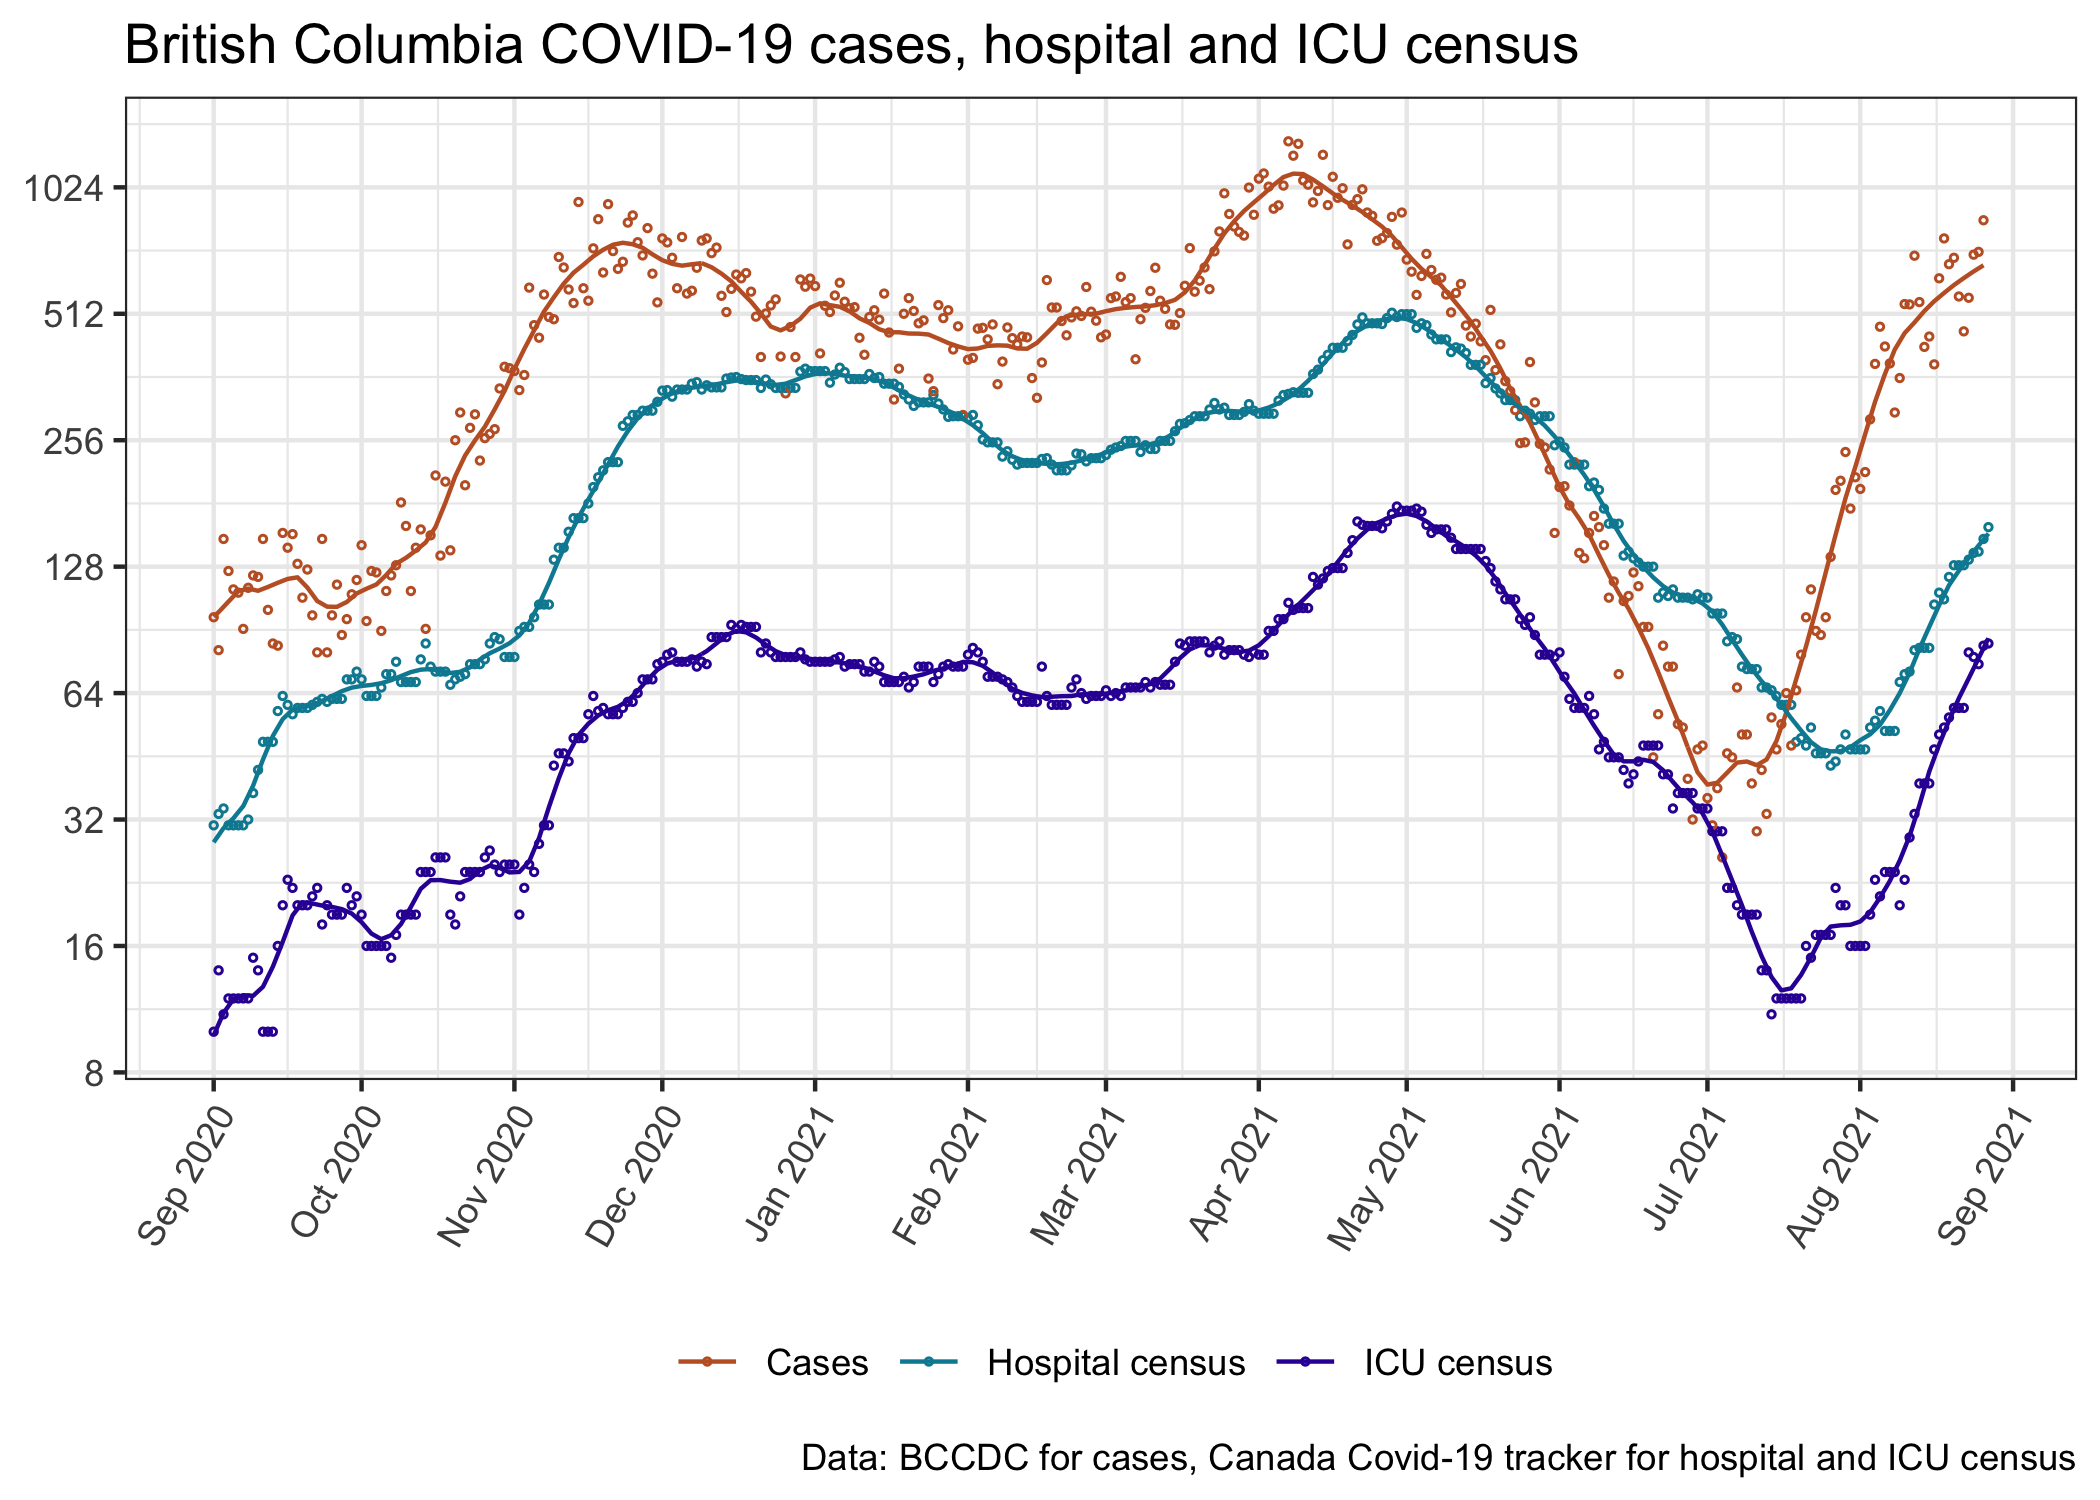 British Columbia COVID-19 cases, hospital and ICU census
1024
512
256
128
64
32
16
8
Sep 2020
Oct 2020
Nov 2020
Dec 2020
Jan 2021
Feb 2021
Mar 2021
Apr 2021
May 2021
Jun 2021
Jul 2021
Aug 2021
Sep 2021
Cases Hospital census ICU census
Data: BCCDC for cases, Canada Covid-19 tracker for hospital and ICU census